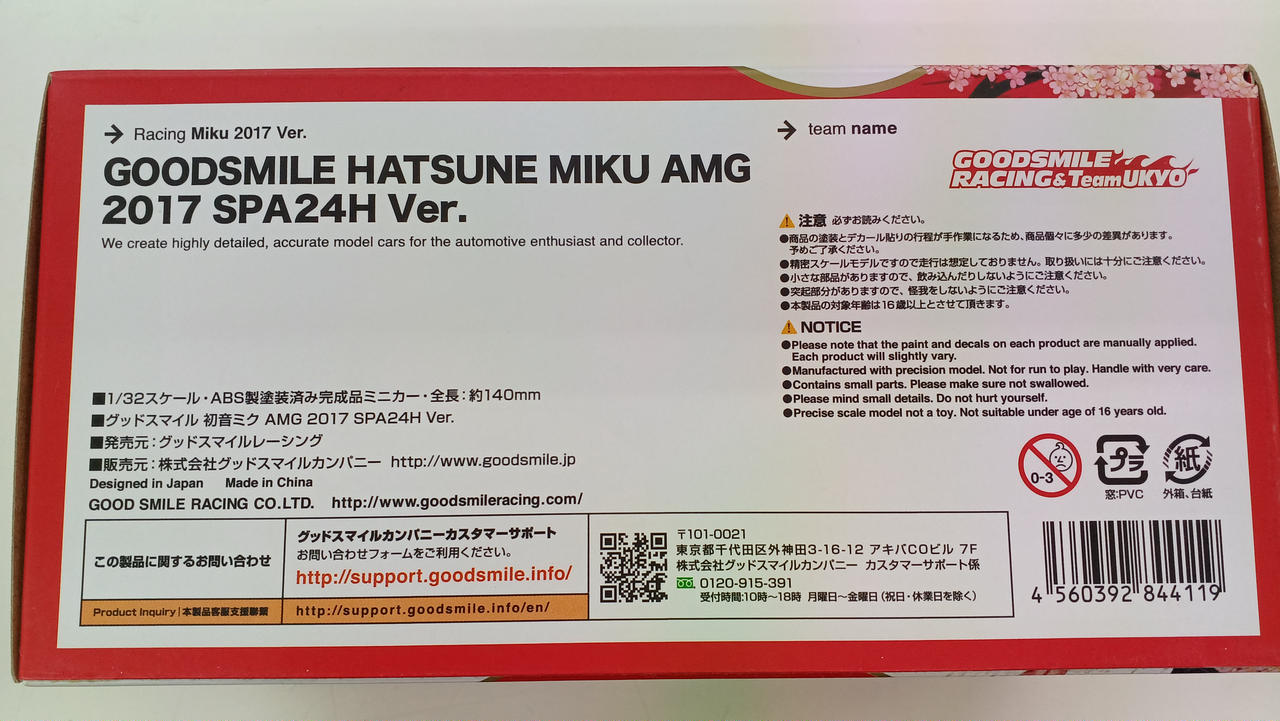 → Racing Miku 2017 Ver.
GOODSMILE HATSUNE MIKU AMG
2017 SPA24H Ver.
We create highly detailed, accurate model cars for the automotive enthusiast and collector.
■1/32スケール・ABS製塗装済み完成品ミニカー・全長：約140mm
■グッドスマイル 初音ミク AMG 2017 SPA24H Ver.
■発売元：グッドスマイルレーシング
■販売元：株式会社グッドスマイルカンパニー http://www.goodsmile.jp
Designed in Japan Made in China
GOOD SMILE RACING CO.LTD. http://www.goodsmileracing.com/
→ team name
GOODSMILE
RACING&TeamUKYO
注意 必ずお読みください。
●商品の塗装とデカール貼りの行程が手作業になるため、商品個々に多少の差異があります。
予めご了承ください。
●精密スケールモデルですので走行は想定しておりません。取り扱いには十分にご注意ください。
●小さな部品がありますので、飲み込んだりしないようにご注意ください。
●突起部分がありますので、怪我をしないようにご注意ください。
●本製品の対象年齢は16歳以上とさせて頂きます。
NOTICE
●Please note that the paint and decals on each product are manually applied.
Each product will slightly vary.
●Manufactured with precision model. Not for run to play. Handle with very care.
●Contains small parts. Please make sure not swallowed.
●Please mind small details. Do not hurt yourself.
●Precise scale model not a toy. Not suitable under age of 16 years old.
0-3
プラ
紙
窓:PVC
外箱、台紙
この製品に関するお問い合わせ
グッドスマイルカンパニーカスタマーサポート
お問い合わせフォームをご利用ください。
http://support.goodsmile.info/
Product Inquiry|本製品客服支援聯繫
http://support.goodsmile.info/en/
〒101-0021
東京都千代田区外神田3-16-12 アキバCOビル 7F
株式会社グッドスマイルカンパニー カスタマーサポート係
0120-915-391
受付時間:10時～18時 月曜日～金曜日（祝日・休業日を除く）
4 560392 844119